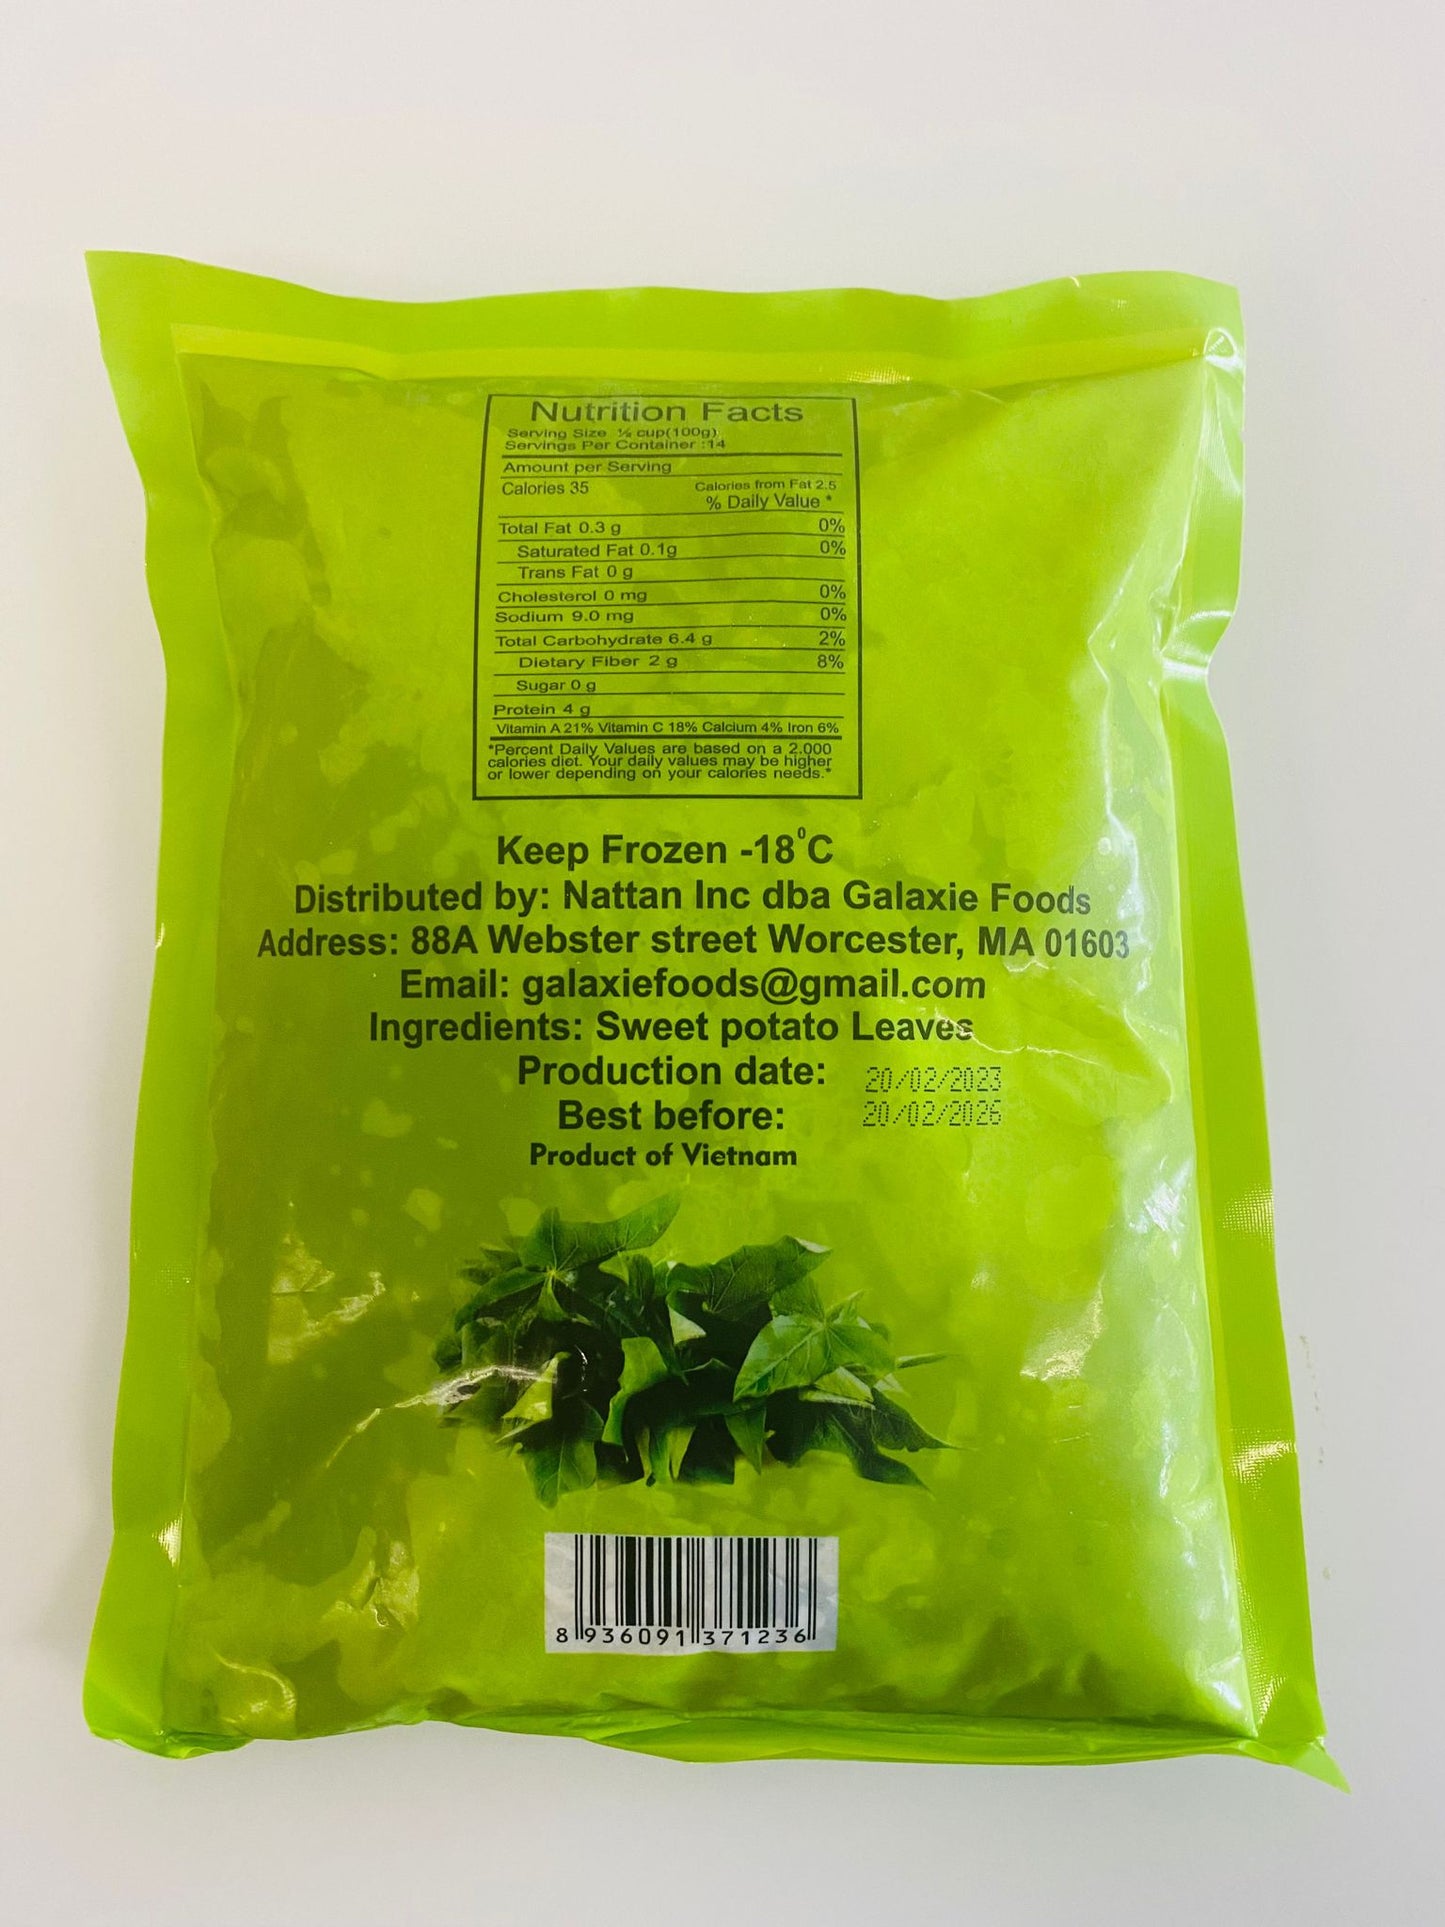 Nutrition Facts
Serving Size ½ cup(100g)
Servings Per Container :14
Amount per Serving
Calories 35 Calories from Fat 2.5
% Daily Value *
Total Fat 0.3 g 0%
Saturated Fat 0.1g 0%
Trans Fat 0 g
Cholesterol 0 mg 0%
Sodium 9.0 mg 0%
Total Carbohydrate 6.4 g 2%
Dietary Fiber 2 g 8%
Sugar 0 g
Protein 4 g
Vitamin A 21% Vitamin C 18% Calcium 4% Iron 6%
*Percent Daily Values are based on a 2.000
calories diet. Your daily values may be higher
or lower depending on your calories needs.*
Keep Frozen -18⁰C
Distributed by: Nattan Inc dba Galaxie Foods
Address: 88A Webster street Worcester, MA 01603
Email: galaxiefoods@gmail.com
Ingredients: Sweet potato Leaves
Production date: 20/02/2023
Best before: 20/02/2026
Product of Vietnam
8 936091 371236